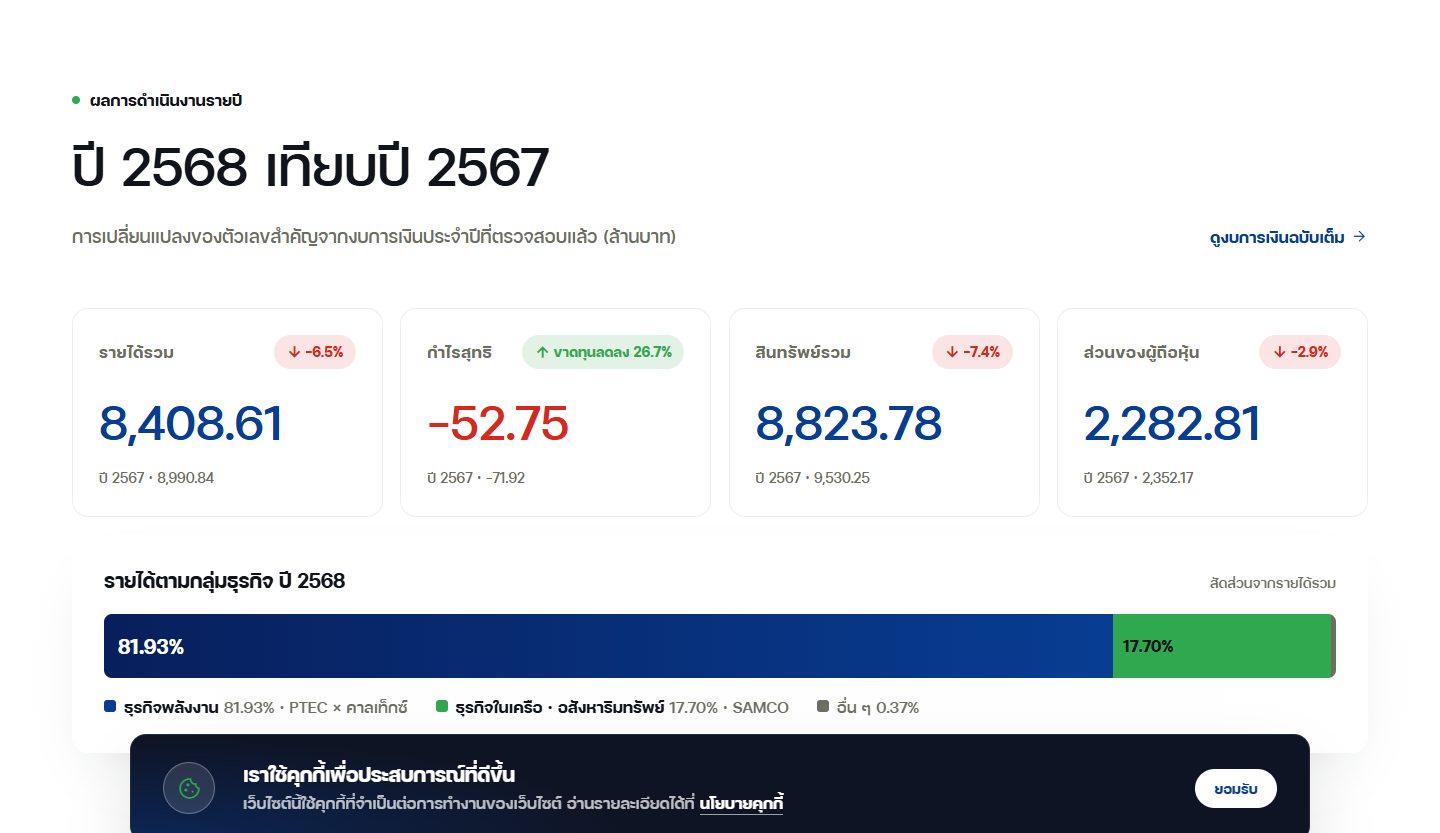 ผลการดำเนินงานรายปี
ปี 2568 เทียบปี 2567
การเปลี่ยนแปลงของตัวเลขสำคัญจากงบการเงินประจำปีที่ตรวจสอบแล้ว (ล้านบาท)
ดูงบการเงินฉบับเต็ม →
รายได้รวม
↓ -6.5%
8,408.61
ปี 2567 · 8,990.84
กำไรสุทธิ
↑ ขาดทุนลดลง 26.7%
-52.75
ปี 2567 · -71.92
สินทรัพย์รวม
↓ -7.4%
8,823.78
ปี 2567 · 9,530.25
ส่วนของผู้ถือหุ้น
↓ -2.9%
2,282.81
ปี 2567 · 2,352.17
รายได้ตามกลุ่มธุรกิจ ปี 2568
สัดส่วนจากรายได้รวม
81.93%
17.70%
ธุรกิจพลังงาน 81.93% · PTEC × คาลเท็กซ์
ธุรกิจในเครือ · อสังหาริมทรัพย์ 17.70% · SAMCO
อื่น ๆ 0.37%
เราใช้คุกกี้เพื่อประสบการณ์ที่ดีขึ้น
เว็บไซต์นี้ใช้คุกกี้ที่จำเป็นต่อการทำงานของเว็บไซต์ อ่านรายละเอียดได้ที่ นโยบายคุกกี้
ยอมรับ